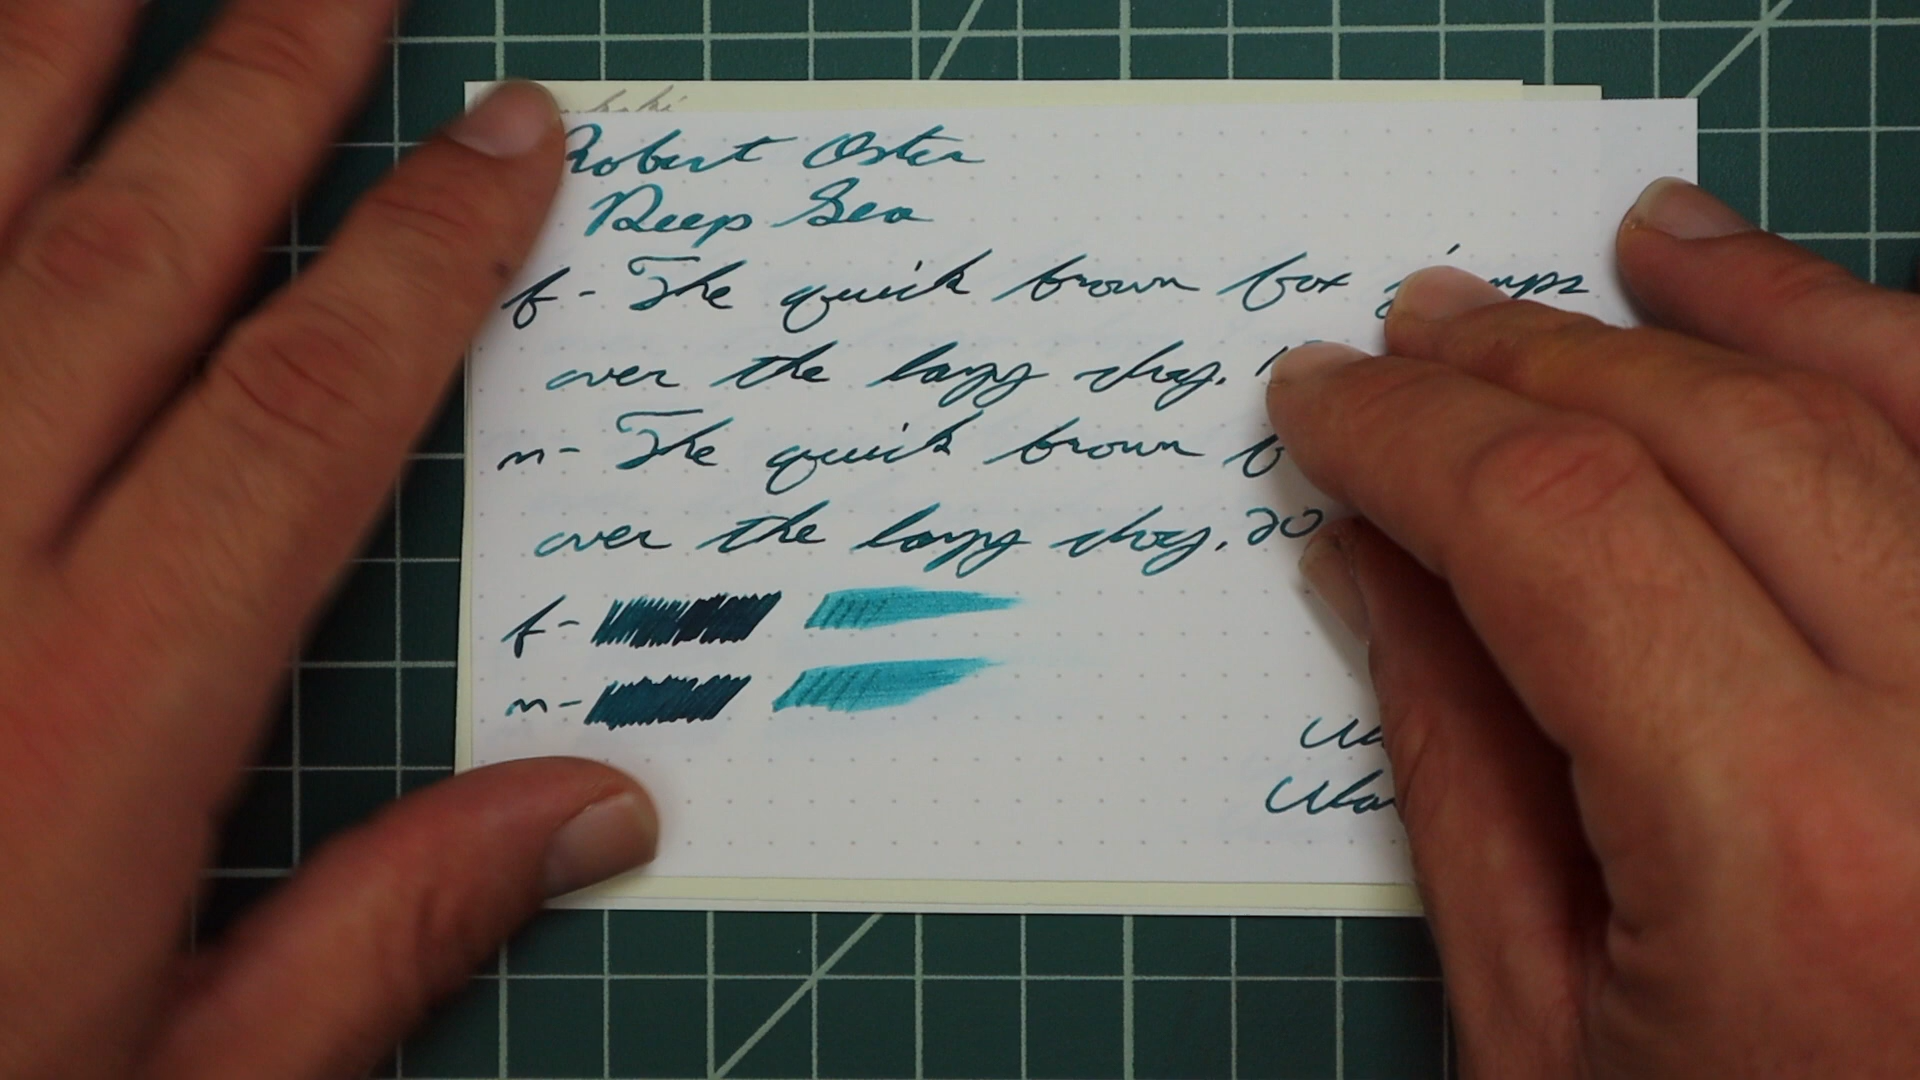 Robert Oster
Deep Sea
f - The quick brown fox jumps
over the lazy dog.
m - The quick brown
over the lazy dog. 20
f -
m -